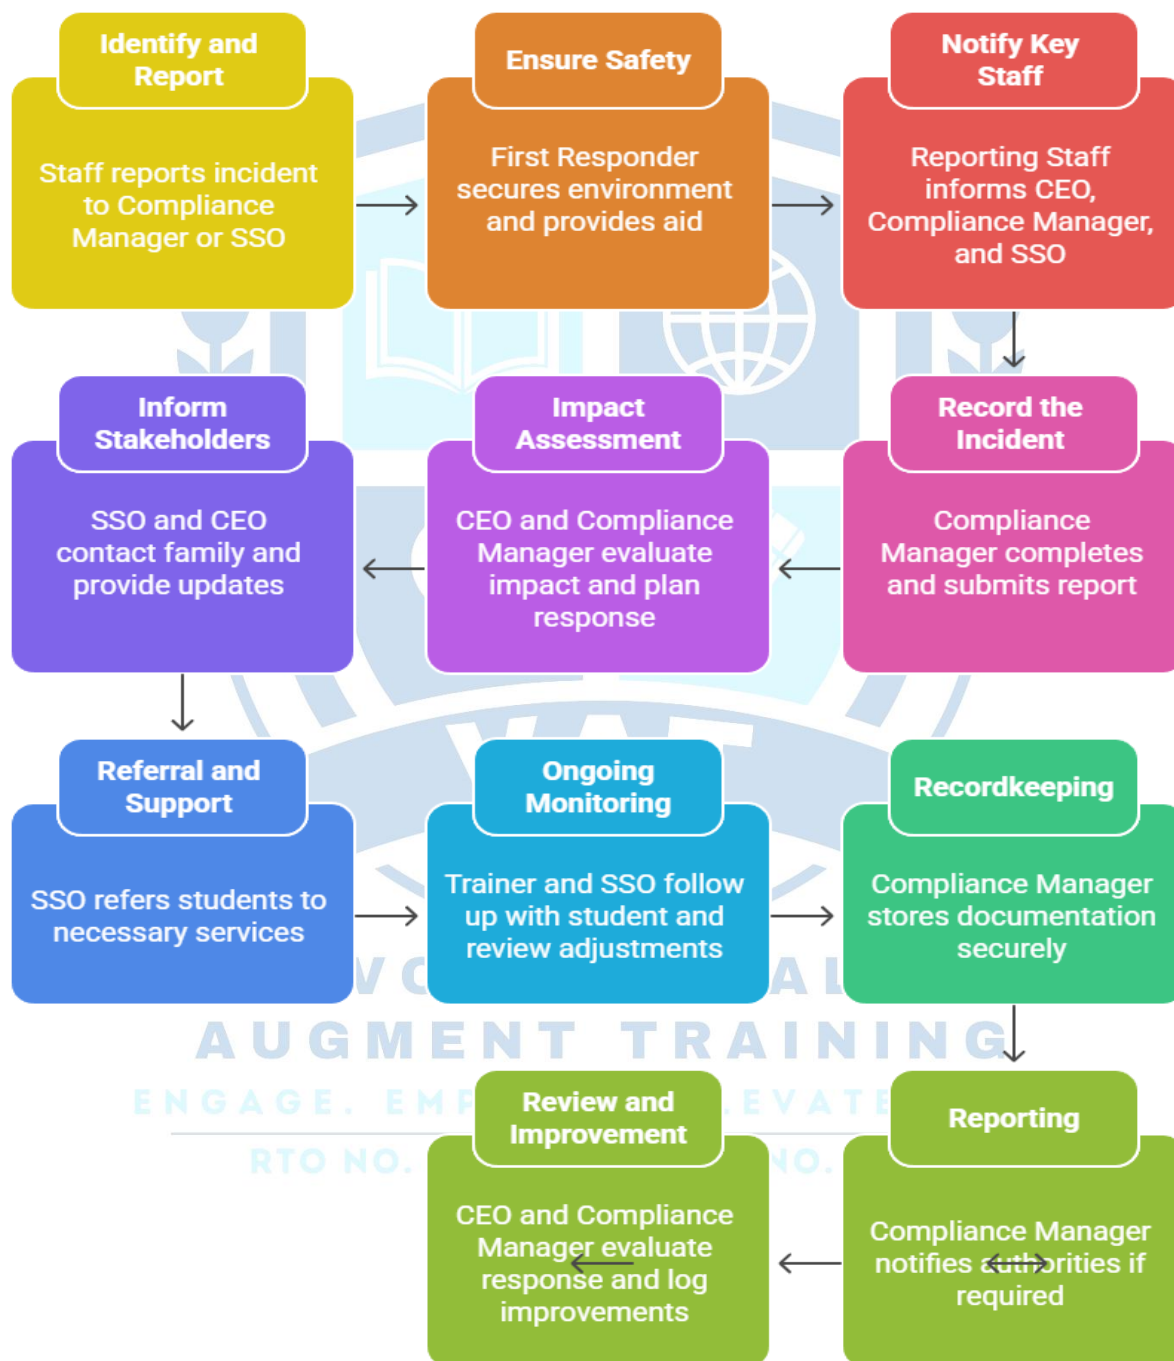 Identify and
Report
Staff reports incident
to Compliance
Manager or SSO
Ensure Safety
First Responder
secures environment
and provides aid
Notify Key
Staff
Reporting Staff
informs CEO,
Compliance Manager,
and SSO
Record the
Incident
Compliance
Manager completes
and submits report
Impact
Assessment
CEO and Compliance
Manager evaluate
impact and plan
response
Inform
Stakeholders
SSO and CEO
contact family and
provide updates
Referral and
Support
SSO refers students to
necessary services
Ongoing
Monitoring
Trainer and SSO follow
up with student and
review adjustments
Recordkeeping
Compliance Manager
stores documentation
securely
Reporting
Compliance Manager
notifies authorities if
required
Review and
Improvement
CEO and Compliance
Manager evaluate
response and log
improvements
AUGMENT TRAINING
ENGAGE.
RTO NO.
NO.